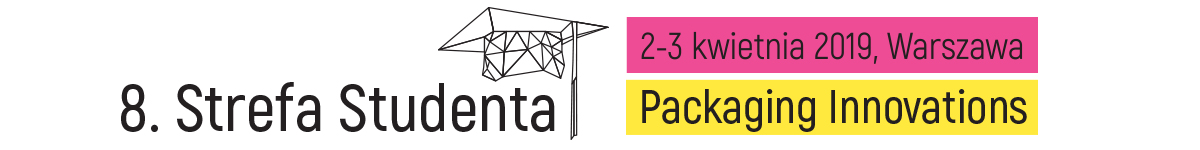 8. Strefa Studenta
2-3 kwietnia 2019, Warszawa
Packaging Innovations